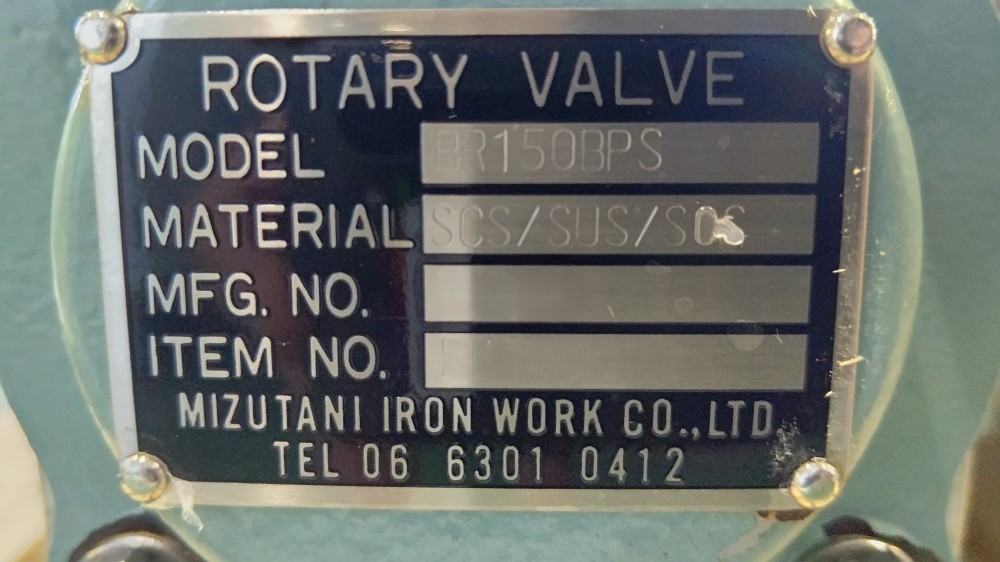 ROTARY VALVE
MODEL BR150BPS
MATERIAL SCS/SUS/SCS
MFG. NO.
ITEM NO.
MIZUTANI IRON WORK CO.,LTD.
TEL 06 6301 0412